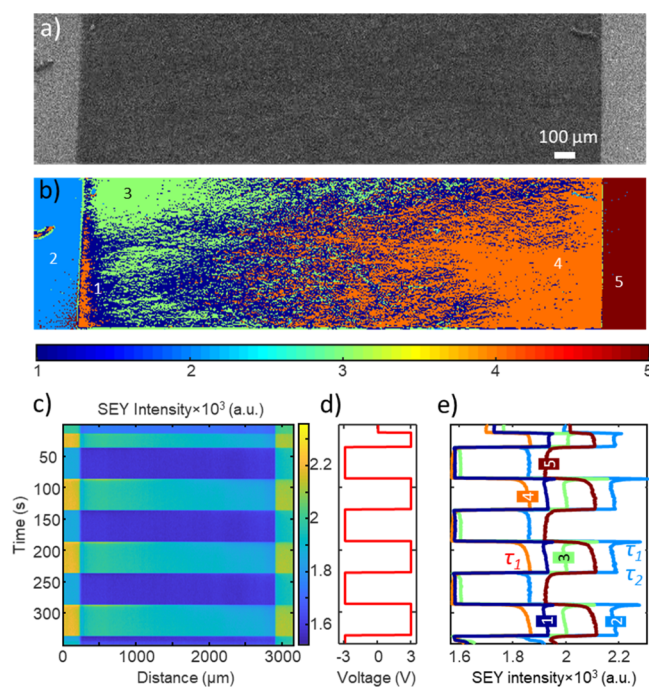 a)
100 µm
b)
3
2
1
4
5
1 2 3 4 5
c) d) e)
SEY Intensity×10³ (a.u.)
50
100
150
200
250
300
Time (s)
2.2
2
1.8
1.6
0 1000 2000 3000
Distance (µm)
-3 0 3
Voltage (V)
5
4
τ₁ 3 τ₁
τ₂
1 2
1.6 1.8 2 2.2
SEY intensity×10³ (a.u.)